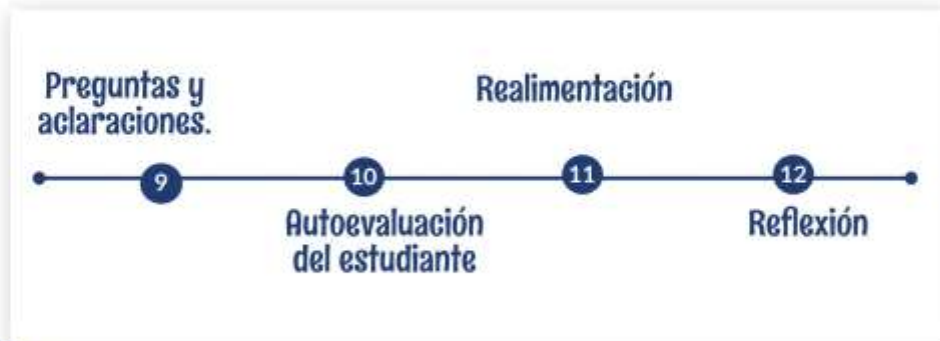 Preguntas y
aclaraciones.
Realimentación
9
10
11
12
Autoevaluación
del estudiante
Reflexión